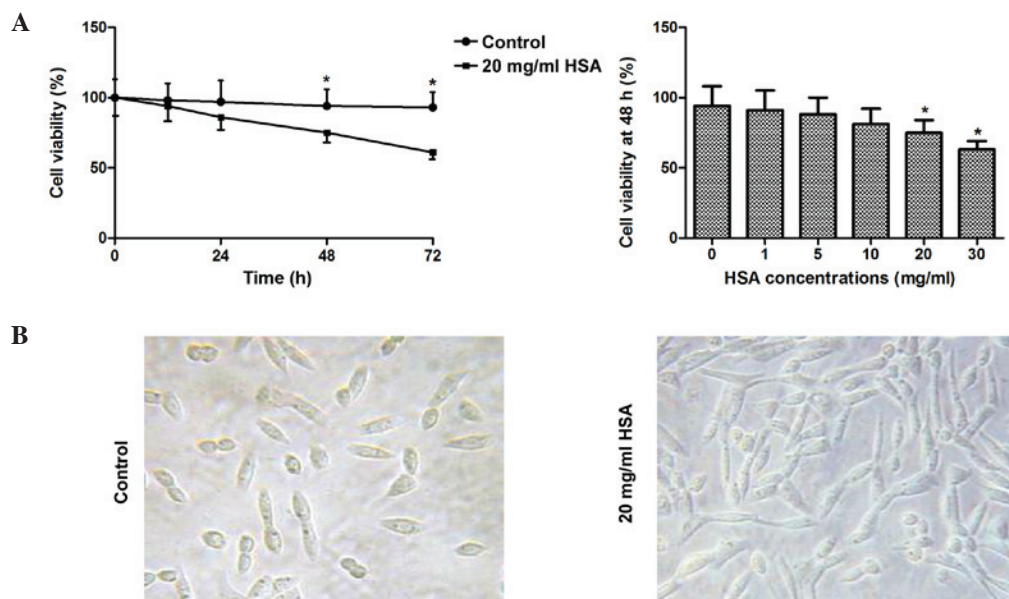 A
Cell viability (%)
150
100
50
0
0
24
48
72
Time (h)
*
*
Control
20 mg/ml HSA
Cell viability at 48 h (%)
150
100
50
0
*
*
0
1
5
10
20
30
HSA concentrations (mg/ml)
B
Control
20 mg/ml HSA